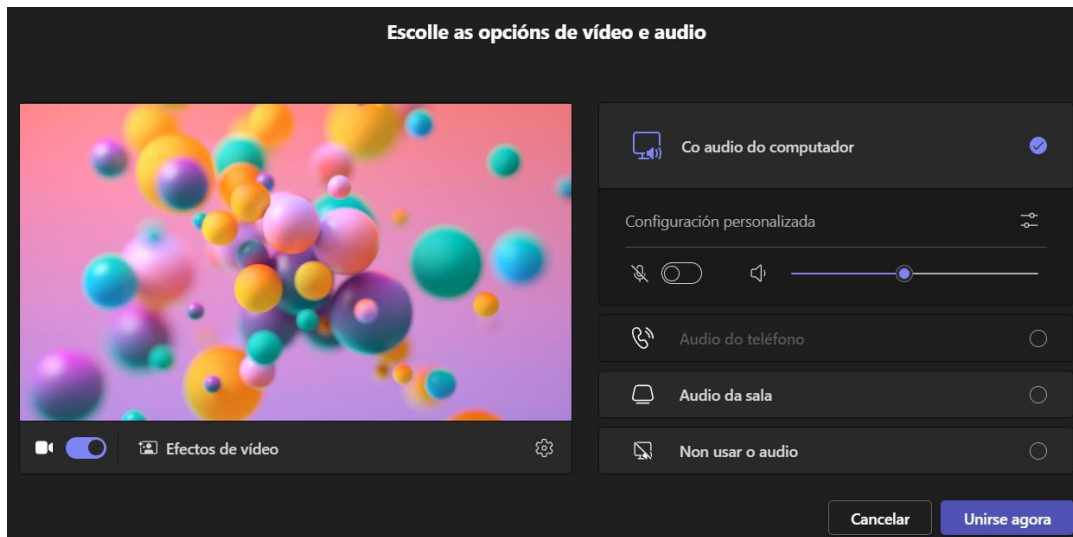 Escolle as opcións de vídeo e audio
Co audio do computador
Configuración personalizada
Audio do teléfono
Audio da sala
Efectos de vídeo
Non usar o audio
Cancelar
Unirse agora